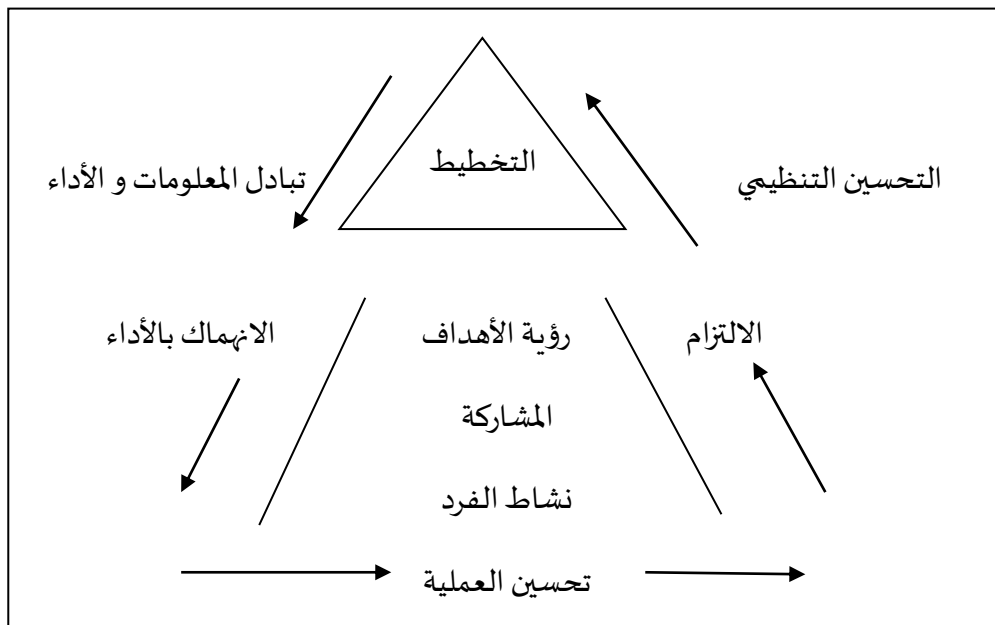 التخطيط
التحسين التنظيمي
تبادل المعلومات و الأداء
الالتزام
رؤية الأهداف
الانهماك بالأداء
المشاركة
نشاط الفرد
تحسين العملية